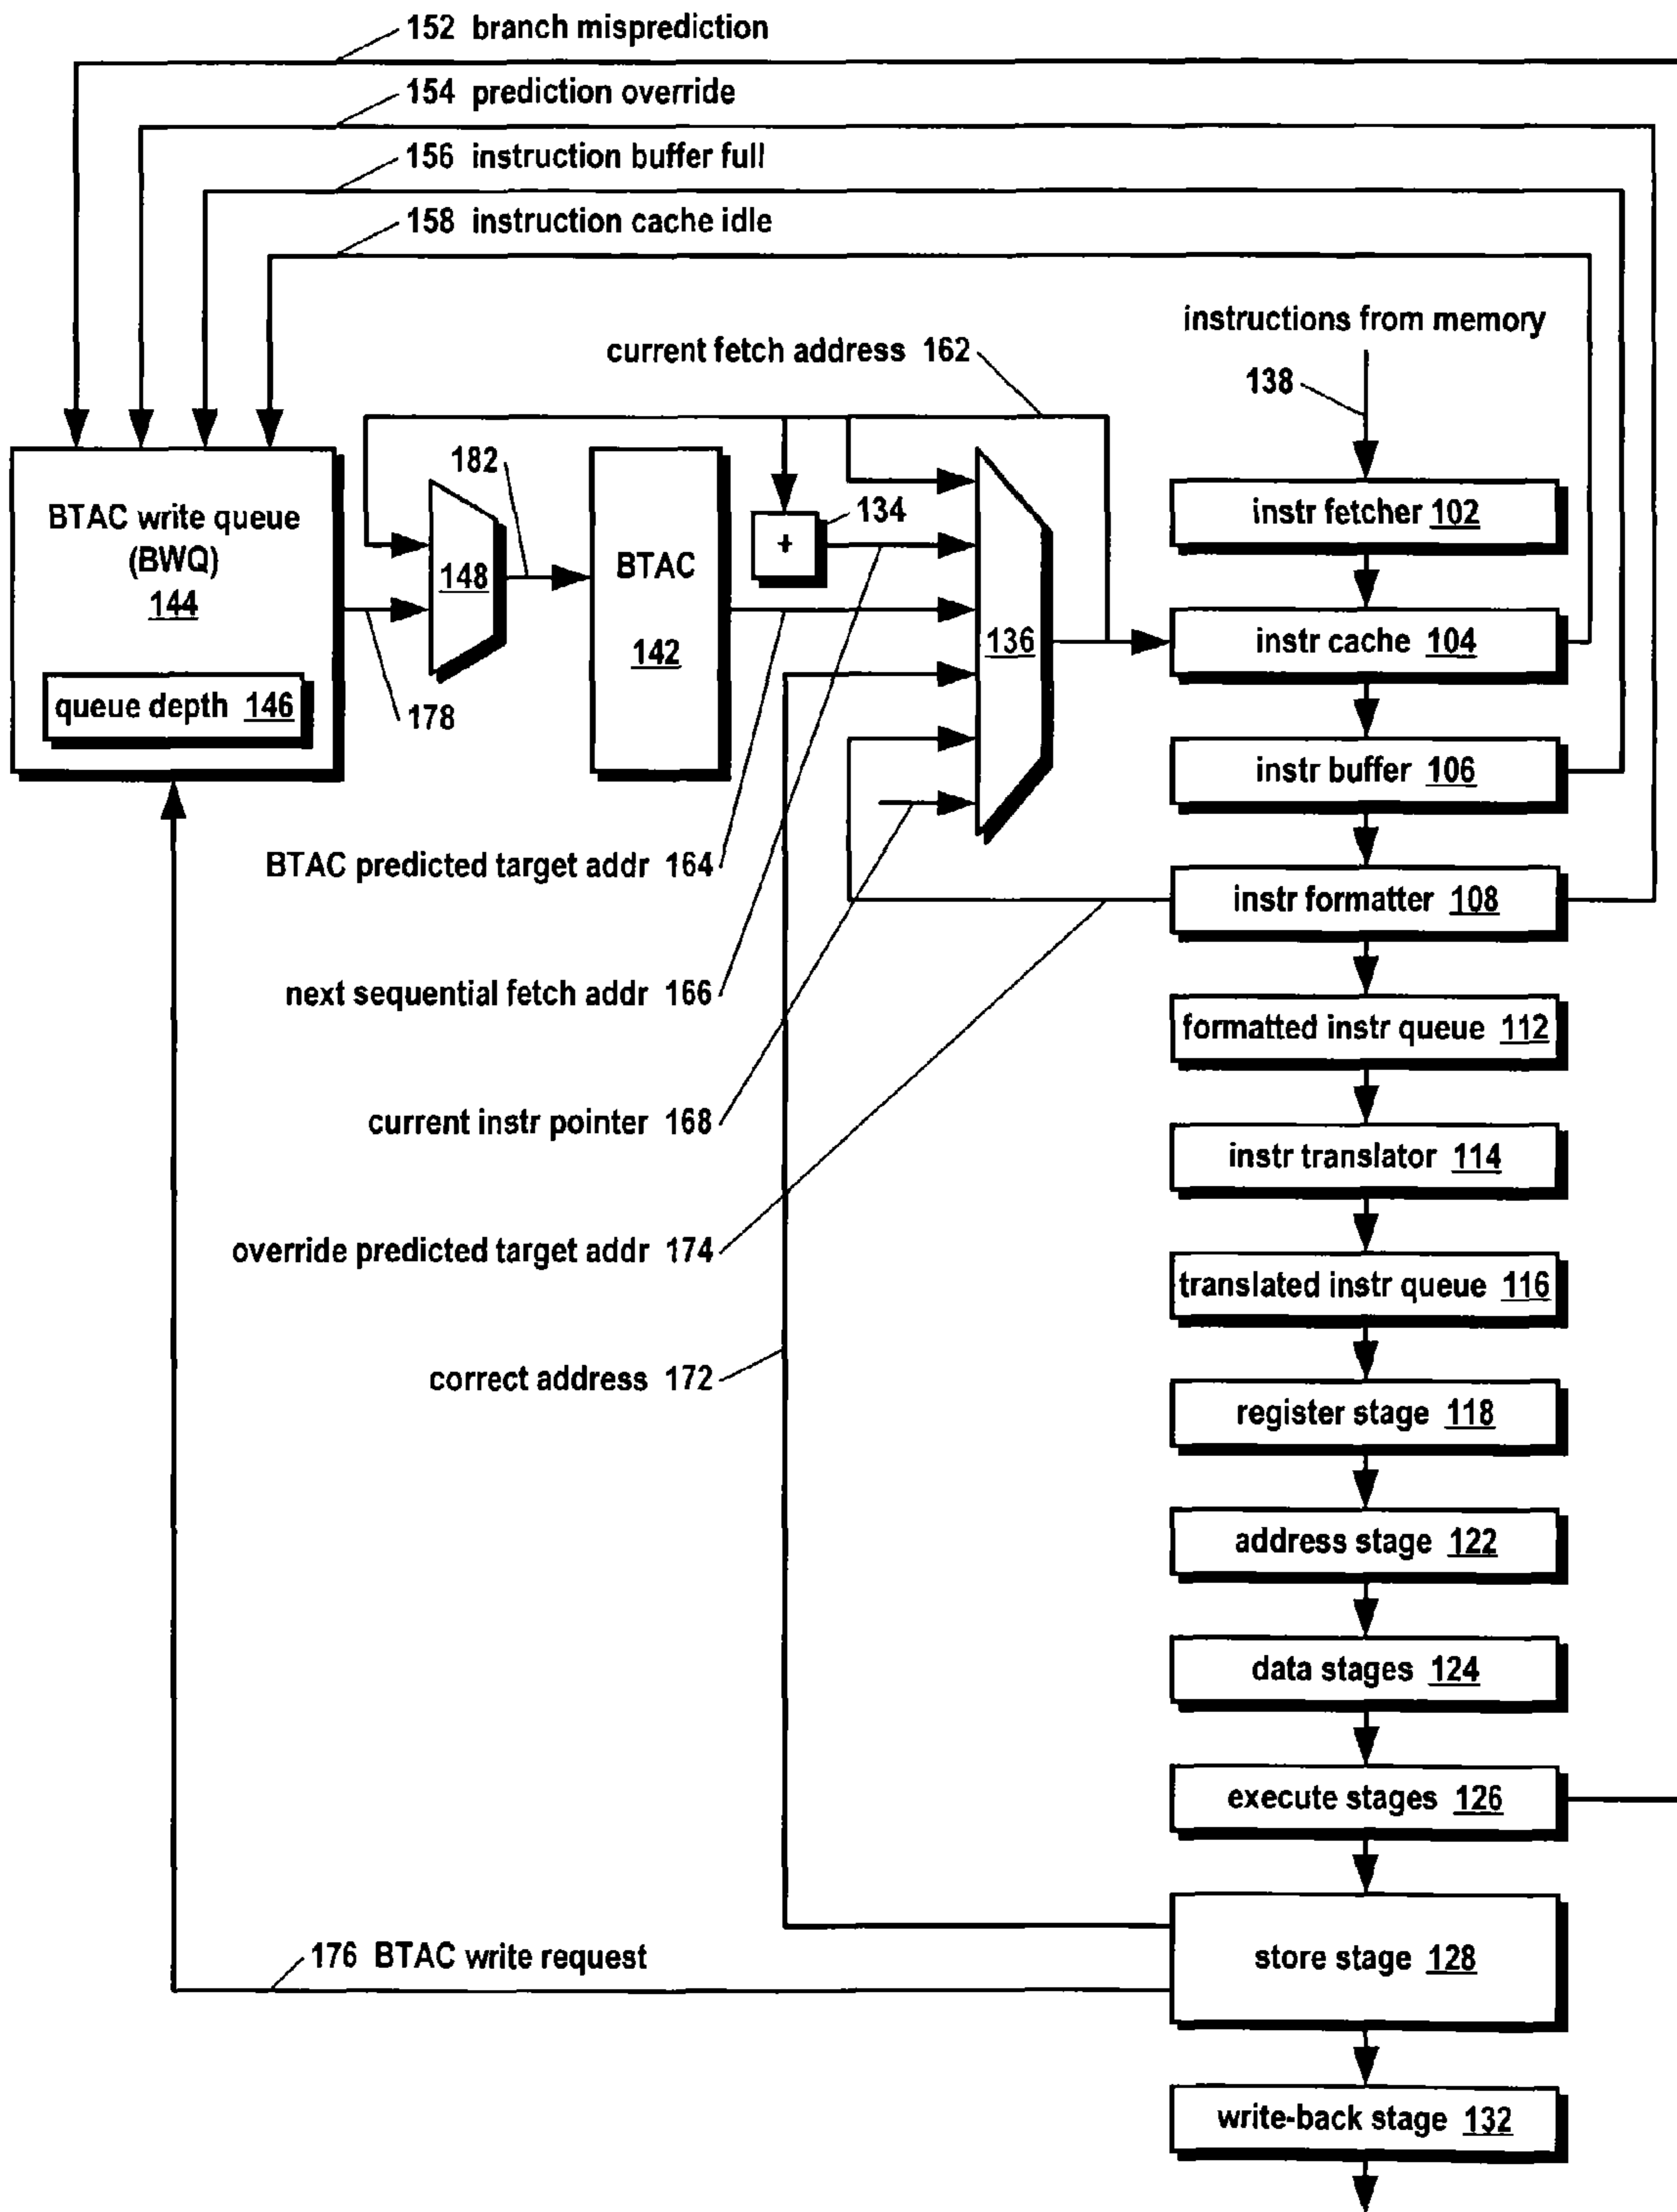 152 branch misprediction
154 prediction override
156 instruction buffer full
158 instruction cache idle
instructions from memory
current fetch address 162
138
182
BTAC write queue
(BWQ)
144
queue depth 146
148
178
BTAC
142
134
+
136
instr fetcher 102
instr cache 104
instr buffer 106
BTAC predicted target addr 164
instr formatter 108
next sequential fetch addr 166
formatted instr queue 112
current instr pointer 168
instr translator 114
override predicted target addr 174
translated instr queue 116
correct address 172
register stage 118
address stage 122
data stages 124
execute stages 126
176 BTAC write request
store stage 128
write-back stage 132